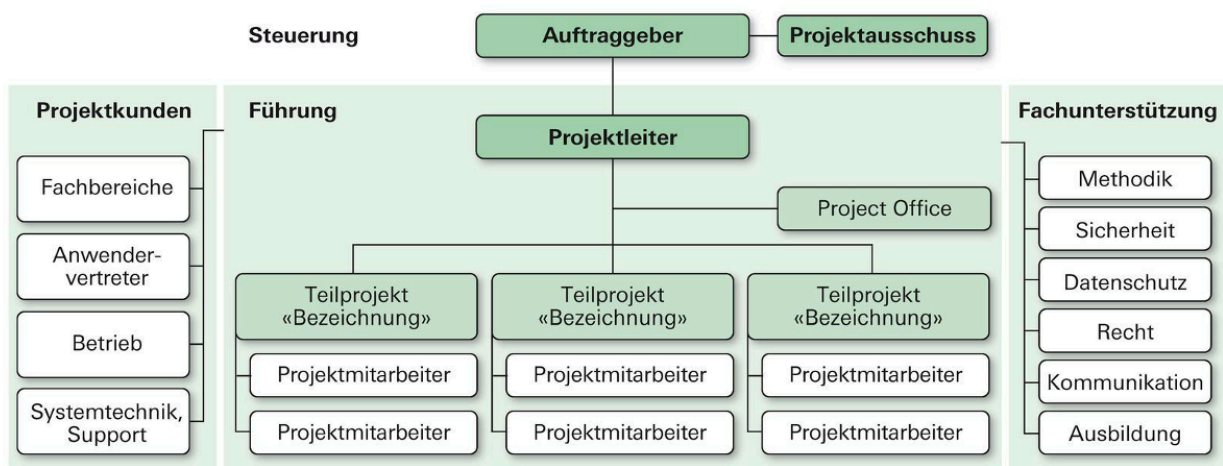 Steuerung
Auftraggeber
Projektausschuss
Projektkunden
Fachbereiche
Anwender-
vertreter
Betrieb
Systemtechnik,
Support
Führung
Projektleiter
Project Office
Teilprojekt
«Bezeichnung»
Projektmitarbeiter
Projektmitarbeiter
Teilprojekt
«Bezeichnung»
Projektmitarbeiter
Projektmitarbeiter
Teilprojekt
«Bezeichnung»
Projektmitarbeiter
Projektmitarbeiter
Fachunterstützung
Methodik
Sicherheit
Datenschutz
Recht
Kommunikation
Ausbildung